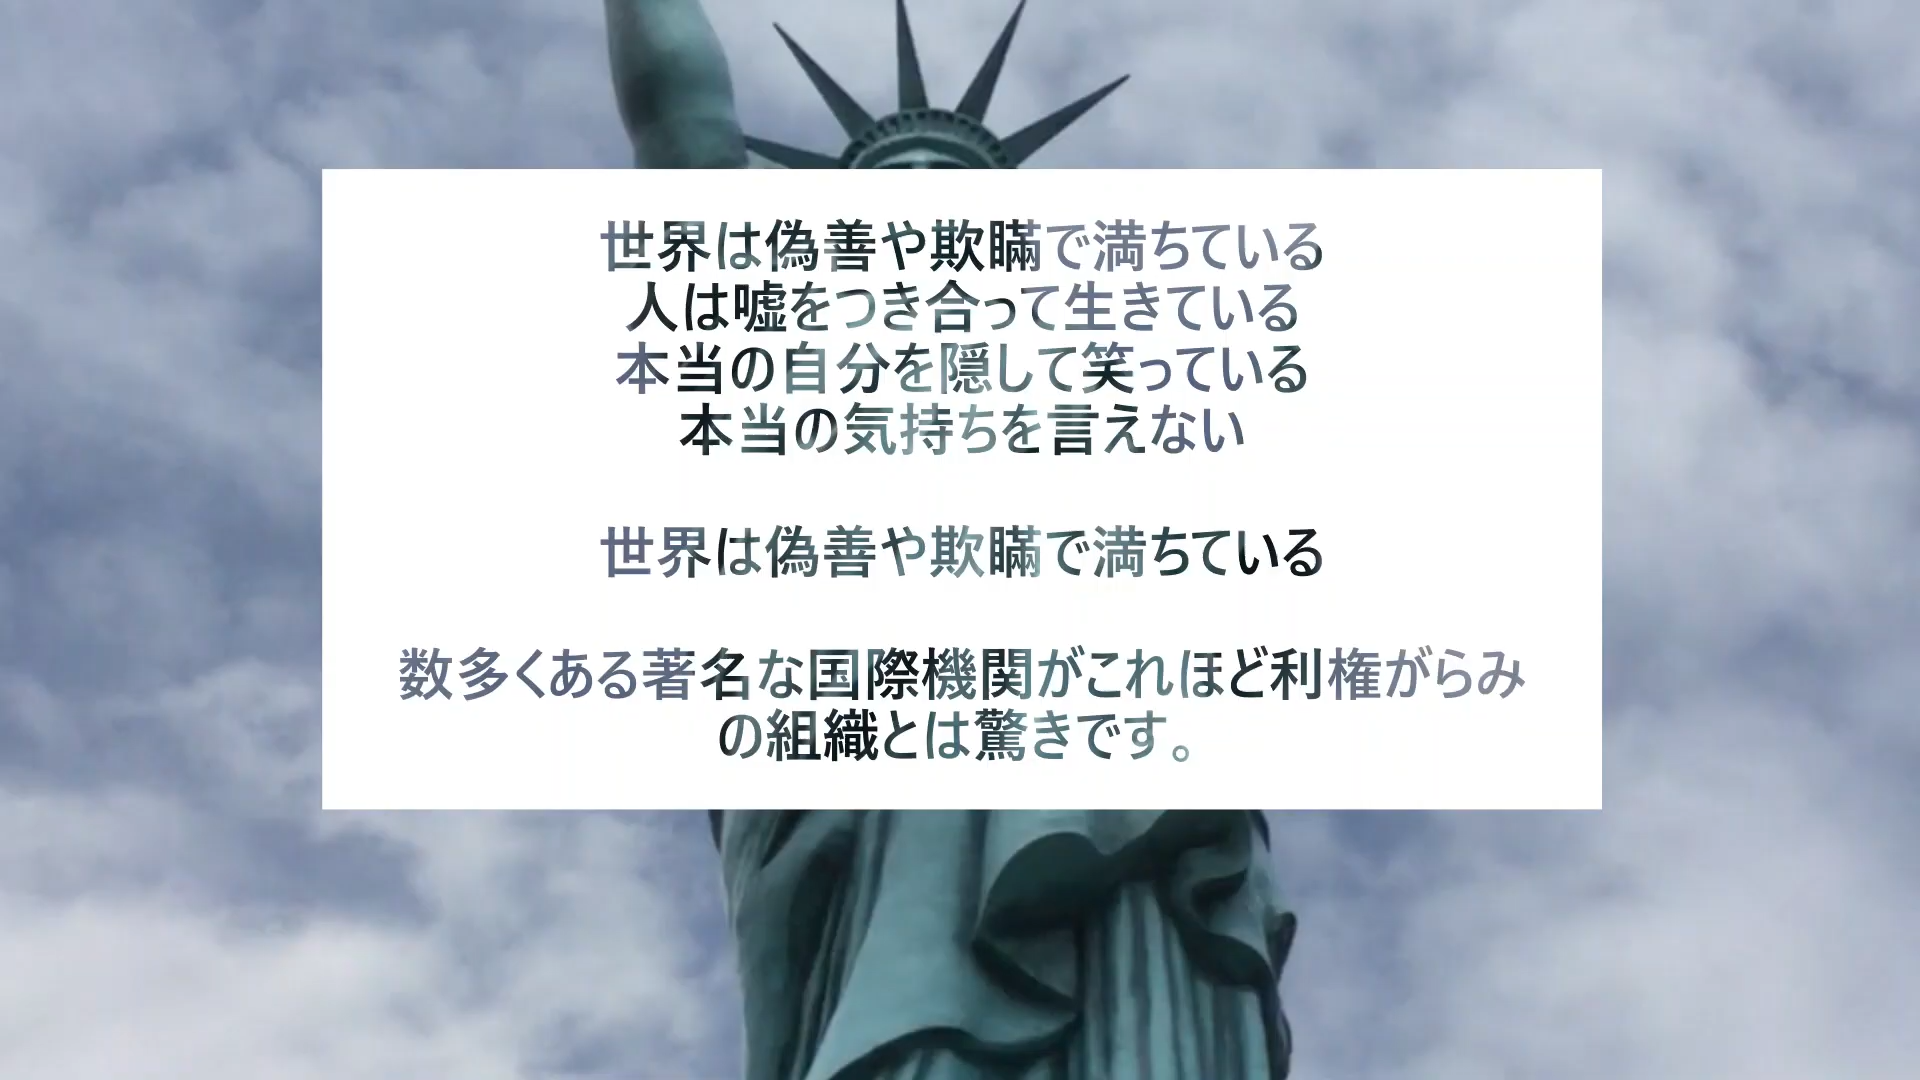 世界は偽善や欺瞞で満ちている
人は嘘をつき合って生きている
本当の自分を隠して笑っている
本当の気持ちを言えない
世界は偽善や欺瞞で満ちている
数多くある著名な国際機関がこれほど利権がらみ
の組織とは驚きです。